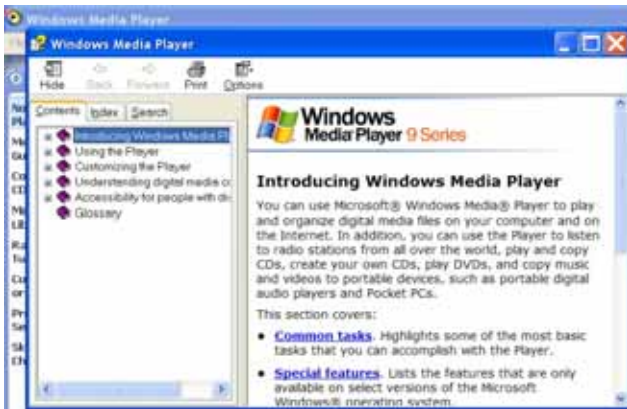 Windows Media Player
Windows Media Player
Hide Back Forward Print Options
Contents Index Search
Introducing Windows Media Pl
Using the Player
Customizing the Player
Understanding digital media co
Accessibility for people with di
Glossary
Windows
Media Player 9 Series
Introducing Windows Media Player
You can use Microsoft® Windows Media® Player to play
and organize digital media files on your computer and on
the Internet. In addition, you can use the Player to listen
to radio stations from all over the world, play and copy
CDs, create your own CDs, play DVDs, and copy music
and videos to portable devices, such as portable digital
audio players and Pocket PCs.
This section covers:
• Common tasks. Highlights some of the most basic
tasks that you can accomplish with the Player.
• Special features. Lists the features that are only
available on select versions of the Microsoft
Windows® operating system.